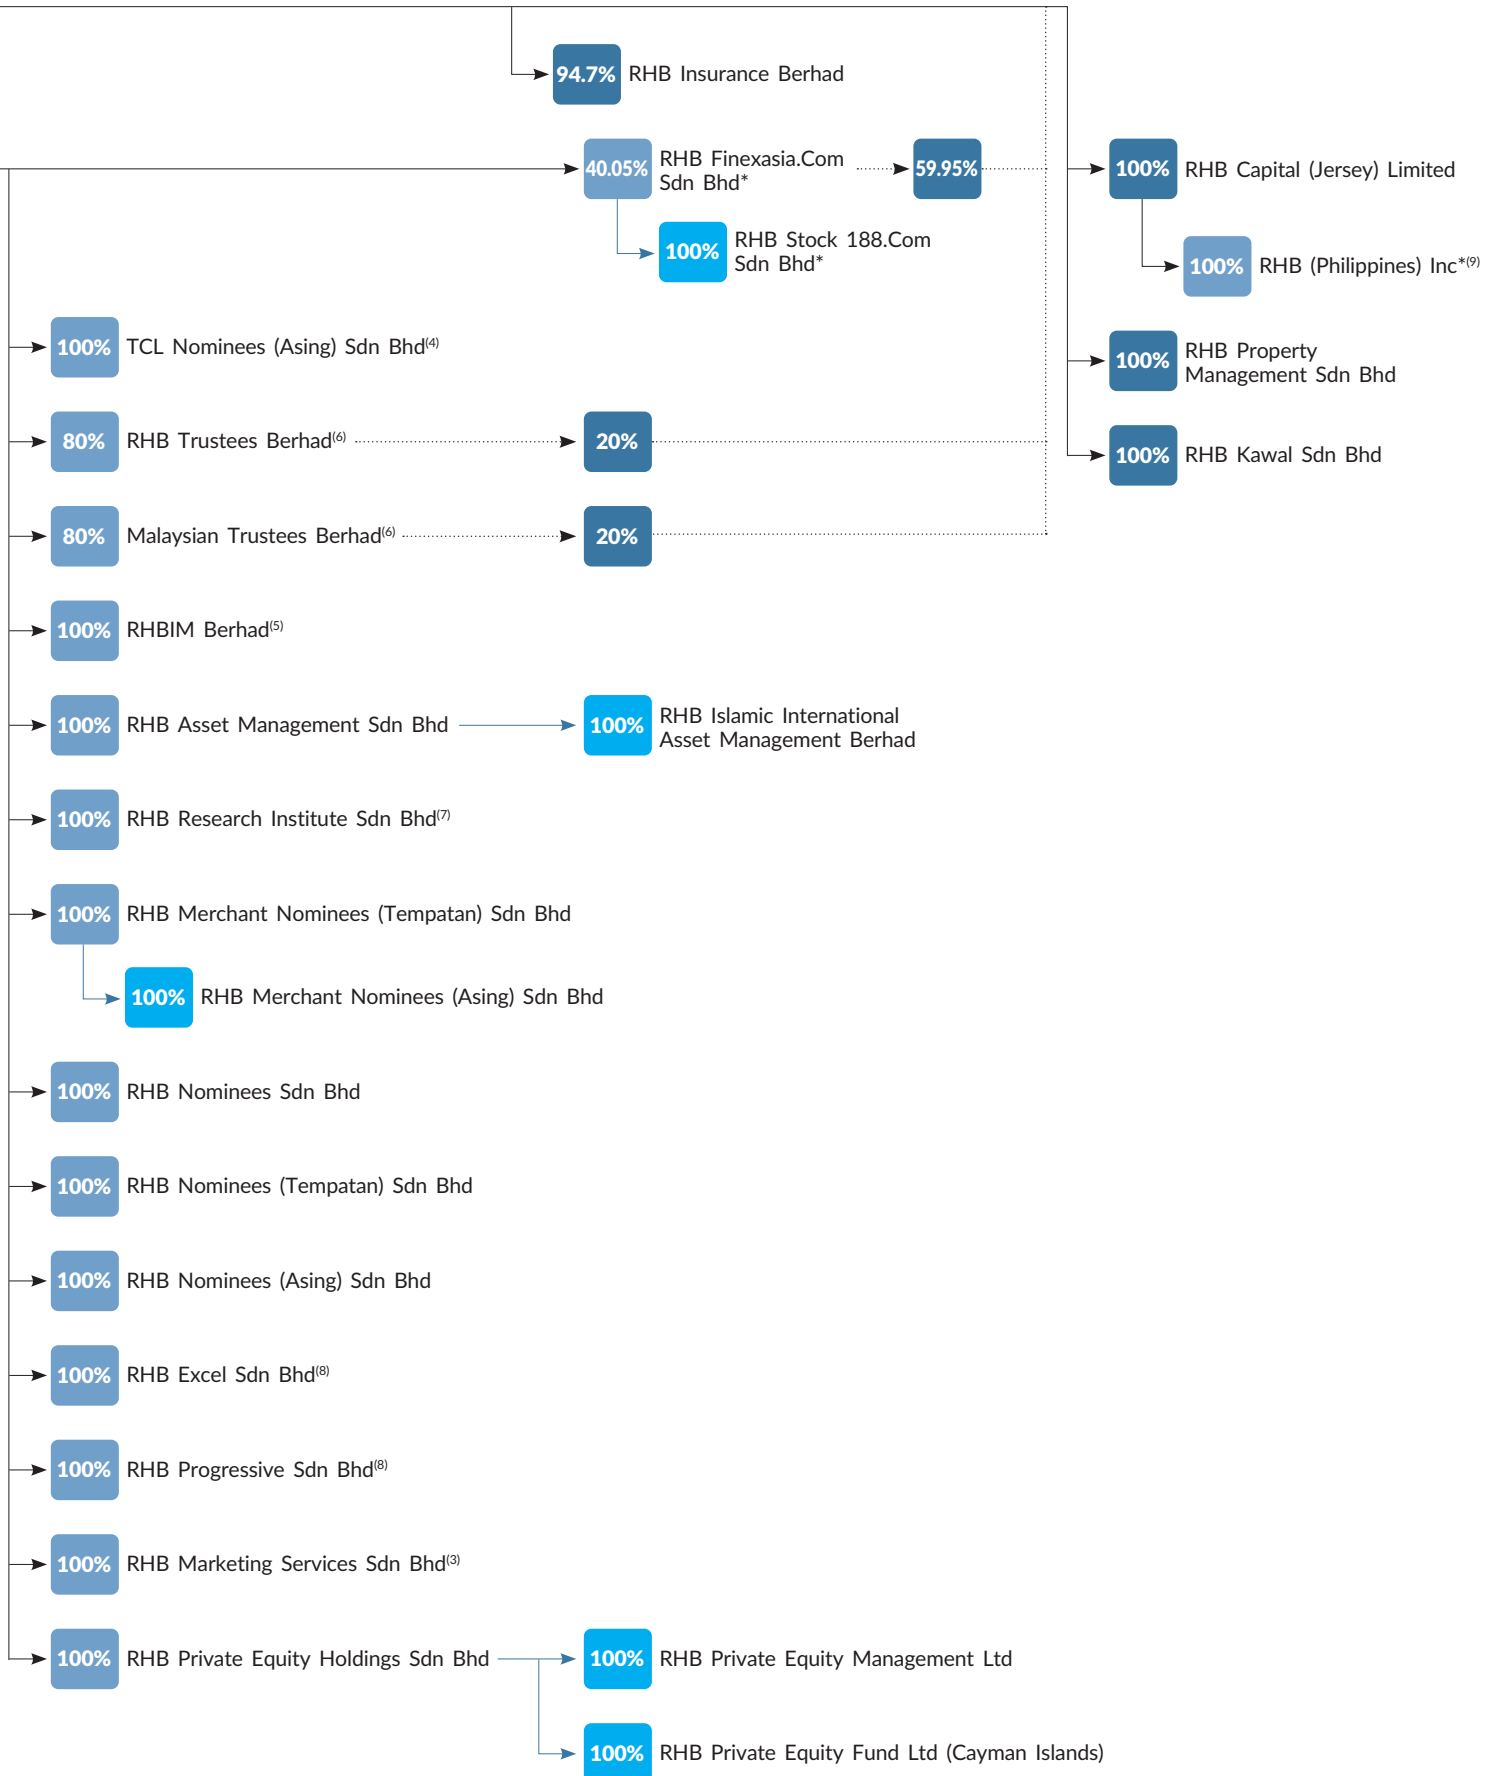 94.7% RHB Insurance Berhad
40.05% RHB Finexasia.Com
Sdn Bhd*
59.95%
100% RHB Stock 188.Com
Sdn Bhd*
100% RHB Capital (Jersey) Limited
100% RHB (Philippines) Inc*(9)
100% RHB Property
Management Sdn Bhd
100% RHB Kawal Sdn Bhd
100% TCL Nominees (Asing) Sdn Bhd(4)
80% RHB Trustees Berhad(6) 20%
80% Malaysian Trustees Berhad(6) 20%
100% RHBIM Berhad(5)
100% RHB Asset Management Sdn Bhd
100% RHB Islamic International
Asset Management Berhad
100% RHB Research Institute Sdn Bhd(7)
100% RHB Merchant Nominees (Tempatan) Sdn Bhd
100% RHB Merchant Nominees (Asing) Sdn Bhd
100% RHB Nominees Sdn Bhd
100% RHB Nominees (Tempatan) Sdn Bhd
100% RHB Nominees (Asing) Sdn Bhd
100% RHB Excel Sdn Bhd(8)
100% RHB Progressive Sdn Bhd(8)
100% RHB Marketing Services Sdn Bhd(3)
100% RHB Private Equity Holdings Sdn Bhd
100% RHB Private Equity Management Ltd
100% RHB Private Equity Fund Ltd (Cayman Islands)